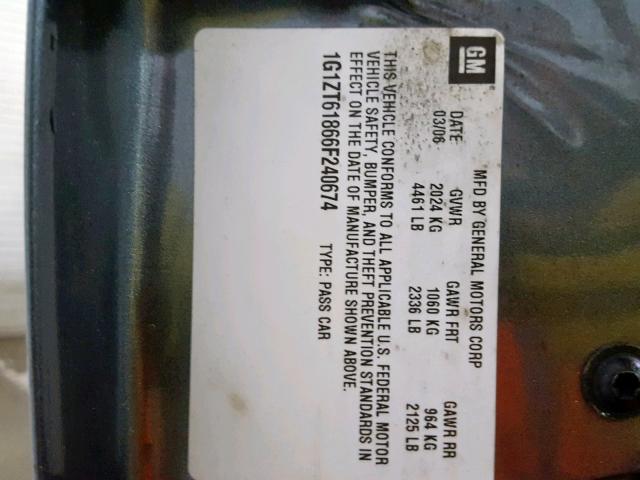 GM
MFD BY GENERAL MOTORS CORP
DATE GVWR GAWR FRT GAWR RR
03/06 2024 KG 1060 KG 964 KG
4461 LB 2336 LB 2125 LB
THIS VEHICLE CONFORMS TO ALL APPLICABLE U.S. FEDERAL MOTOR
VEHICLE SAFETY, BUMPER, AND THEFT PREVENTION STANDARDS IN
EFFECT ON THE DATE OF MANUFACTURE SHOWN ABOVE.
1G1ZT61866F240674 TYPE: PASS CAR